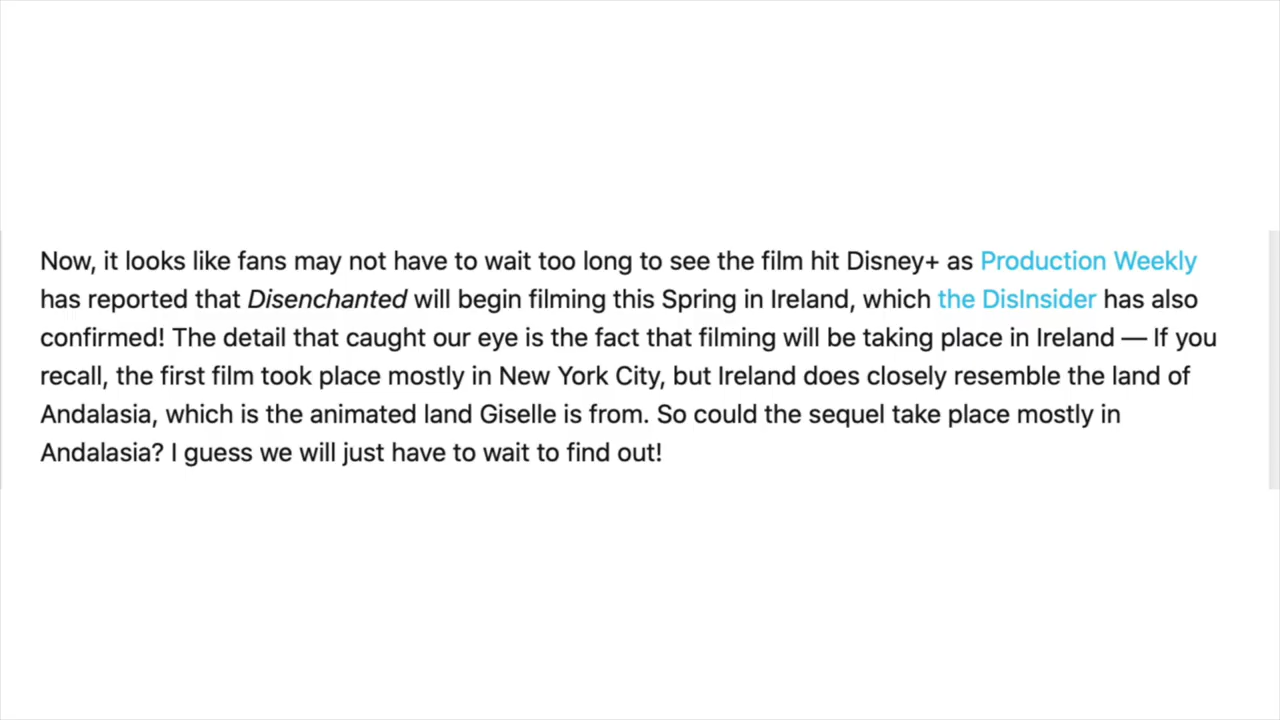 Now, it looks like fans may not have to wait too long to see the film hit Disney+ as Production Weekly
has reported that Disenchanted will begin filming this Spring in Ireland, which the DisInsider has also
confirmed! The detail that caught our eye is the fact that filming will be taking place in Ireland — If you
recall, the first film took place mostly in New York City, but Ireland does closely resemble the land of
Andalasia, which is the animated land Giselle is from. So could the sequel take place mostly in
Andalasia? I guess we will just have to wait to find out!